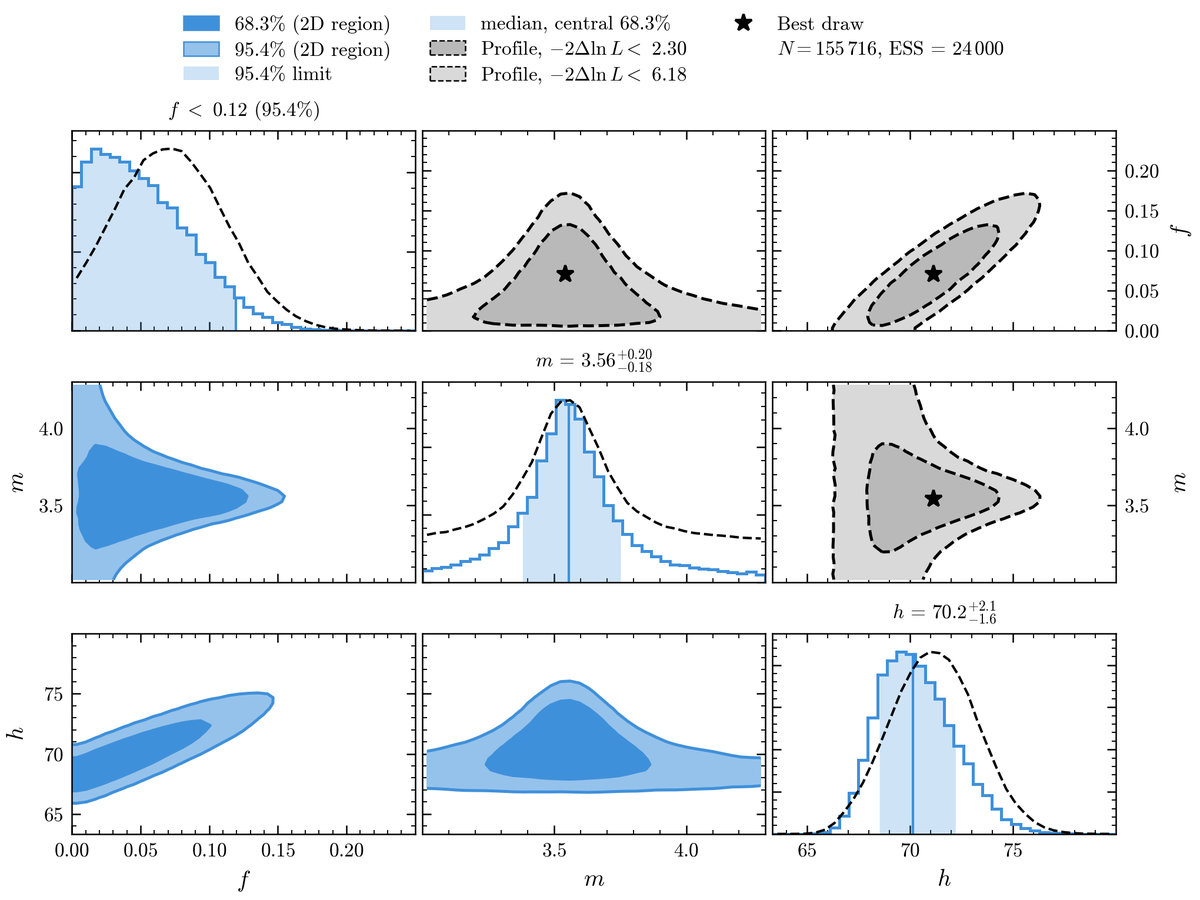 68.3% (2D region)
95.4% (2D region)
95.4% limit
median, central 68.3%
Profile, −2Δln L < 2.30
Profile, −2Δln L < 6.18
Best draw
N = 155 716, ESS = 24 000
f < 0.12 (95.4%)
0.20
0.15
0.10
0.05
0.00
f
m = 3.56 +0.20 −0.18
4.0
3.5
m
4.0
3.5
m
h = 70.2 +2.1 −1.6
75
70
65
h
0.00 0.05 0.10 0.15 0.20
f
3.5 4.0
m
65 70 75
h